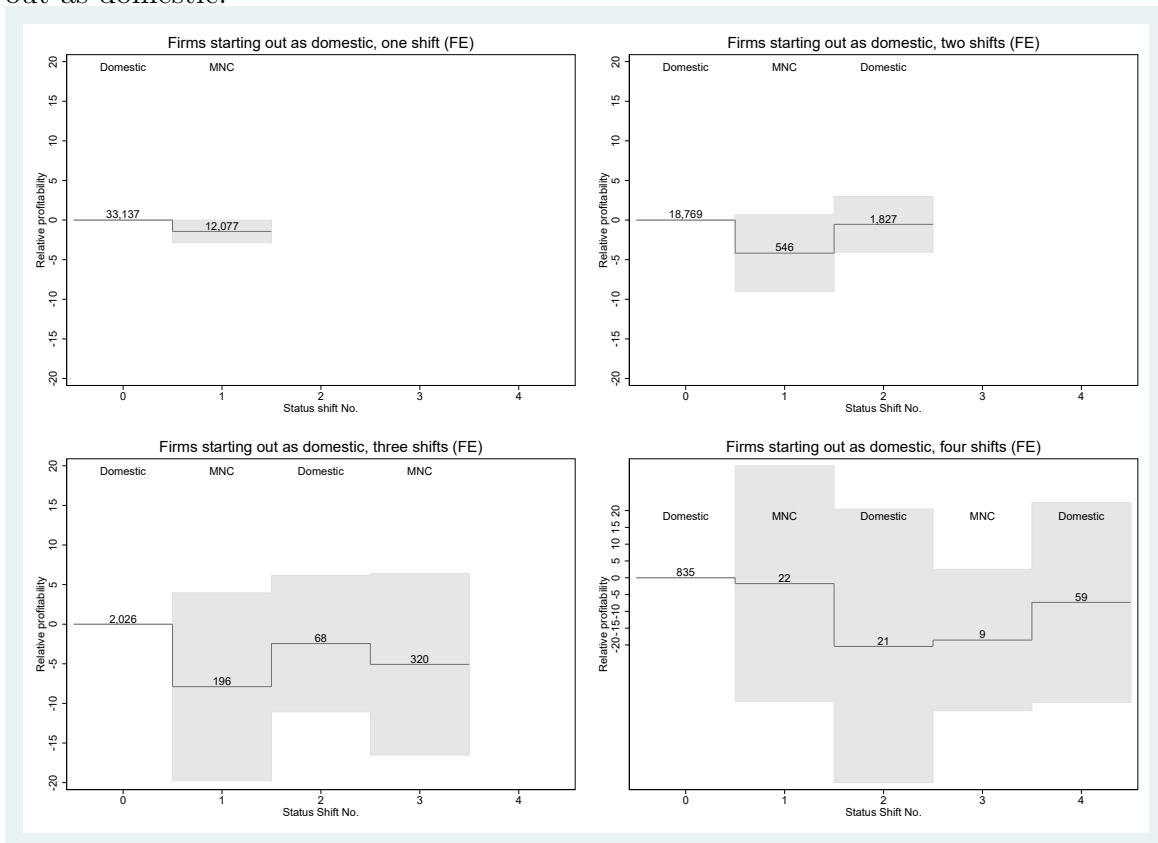 out as domestic.
Firms starting out as domestic, one shift (FE)
Domestic MNC
20
15
10
5
0
-5
-10
-15
-20
Relative profitability
33,137
12,077
0 1 2 3 4
Status shift No.
Firms starting out as domestic, two shifts (FE)
Domestic MNC Domestic
20
15
10
5
0
-5
-10
-15
-20
Relative profitability
18,769
546
1,827
0 1 2 3 4
Status Shift No.
Firms starting out as domestic, three shifts (FE)
Domestic MNC Domestic MNC
20
15
10
5
0
-5
-10
-15
-20
Relative profitability
2,026
196
68
320
0 1 2 3 4
Status Shift No.
Firms starting out as domestic, four shifts (FE)
Domestic MNC Domestic MNC Domestic
20
15
10
5
0
-5
-10
-15
-20
Relative profitability
835
22
21
9
59
0 1 2 3 4
Status Shift No.